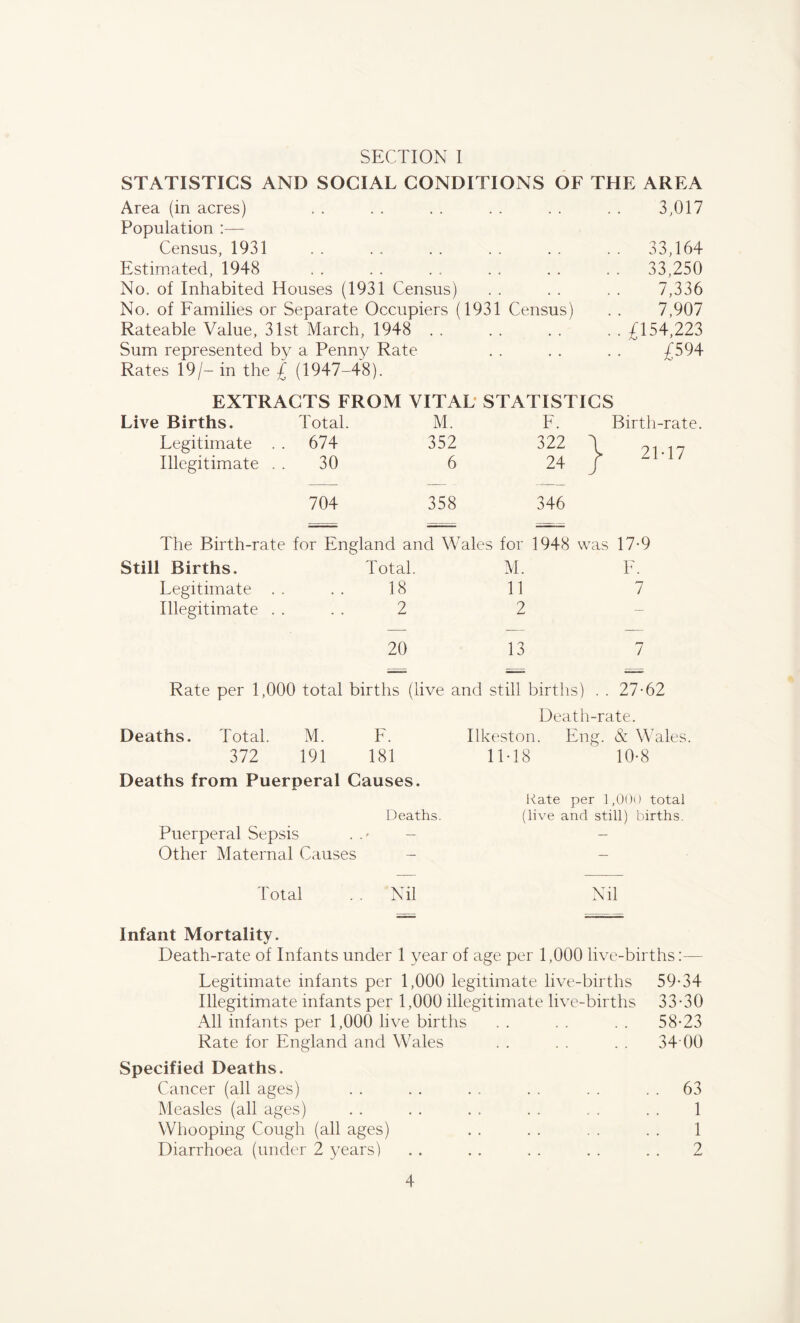 SECTION I
STATISTICS AND SOCIAL CONDITIONS OF THE AREA
Area (in acres) . . . . . . . . . . . . 3,017
Population :—
Census, 1931 . . . . . . . . . . . . 33,164
Estimated, 1948 . . . . . . . . . . . . 33,250
No. of Inhabited Houses (1931 Census) . . . . . . 7,336
No. of Families or Separate Occupiers (1931 Census) . . 7,907
Rateable Value, 31st March, 1948 . . . . . . . . £154,223
Sum represented by a Penny Rate . . . . . . £594
Rates 19/- in the £ (1947-48).
EXTRACTS FROM VITAL STATISTICS
Live Births. Total. M. F. Birth-rate.
Legitimate . . 674 352 322 } 21·17
Illegitimate . . 30 6 24
704 358 346
The Birth-rate for England and Wales for 1948 was 17·9
Still Births. Total. M. F.
Legitimate . . . . 18 11 7
Illegitimate . . . . 2 2 –
20 13 7
Rate per 1,000 total births (live and still births) . . 27·62
Death-rate.
Deaths. Total. M. F. Ilkeston. Eng. & Wales.
372 191 181 11·18 10·8
Deaths from Puerperal Causes.
Rate per 1,000 total
Deaths. (live and still) births.
Puerperal Sepsis . . – –
Other Maternal Causes – –
Total . . Nil Nil
Infant Mortality.
Death-rate of Infants under 1 year of age per 1,000 live-births:—
Legitimate infants per 1,000 legitimate live-births 59·34
Illegitimate infants per 1,000 illegitimate live-births 33·30
All infants per 1,000 live births . . . . . . 58·23
Rate for England and Wales . . . . . . 34·00
Specified Deaths.
Cancer (all ages) . . . . . . . . . . . . 63
Measles (all ages) . . . . . . . . . . . . 1
Whooping Cough (all ages) . . . . . . . . 1
Diarrhoea (under 2 years) . . . . . . . . . . 2
4